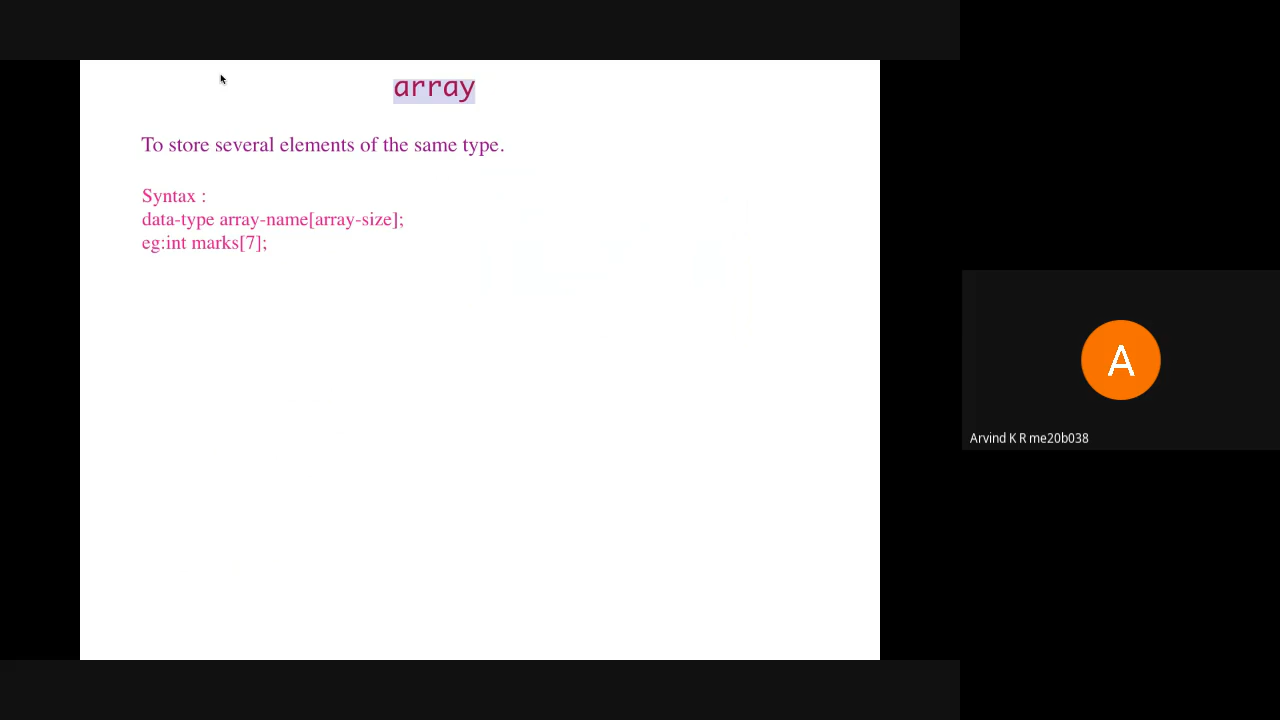 array
To store several elements of the same type.
Syntax :
data-type array-name[array-size];
eg:int marks[7];
A
Arvind K R me20b038